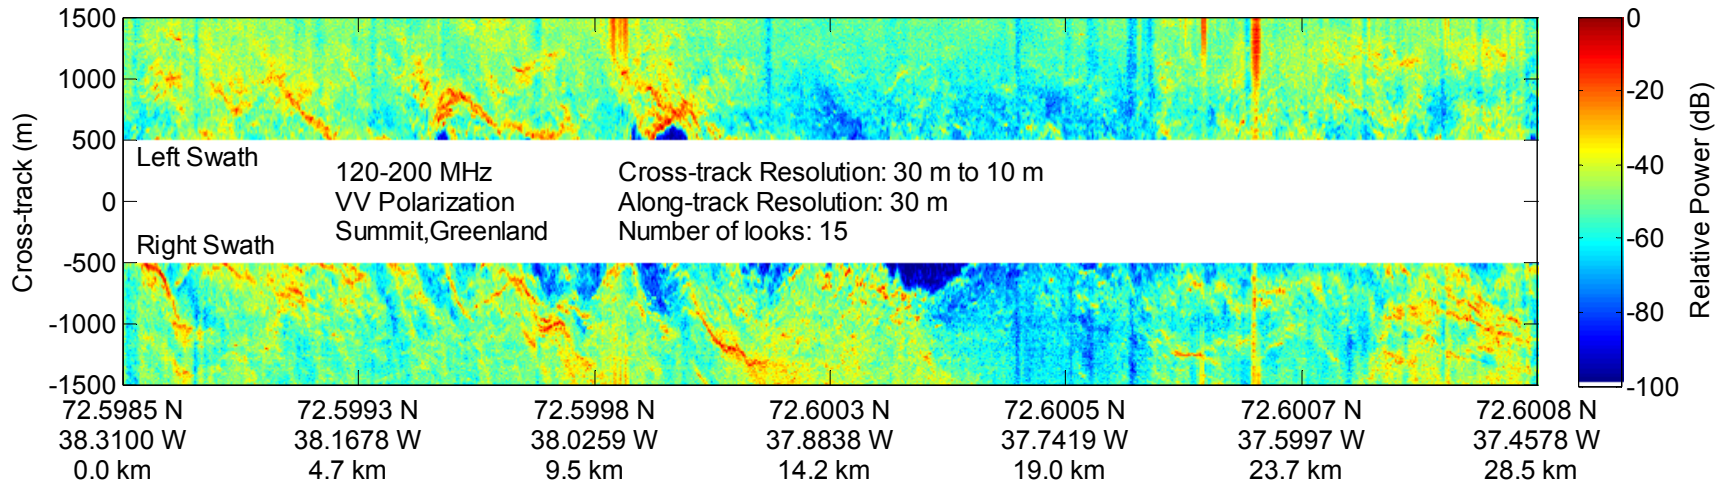 1500
1000
500
0
-500
-1000
-1500
Cross-track (m)
Left Swath
120-200 MHz
VV Polarization
Summit,Greenland
Cross-track Resolution: 30 m to 10 m
Along-track Resolution: 30 m
Number of looks: 15
Right Swath
72.5985 N
38.3100 W
0.0 km
72.5993 N
38.1678 W
4.7 km
72.5998 N
38.0259 W
9.5 km
72.6003 N
37.8838 W
14.2 km
72.6005 N
37.7419 W
19.0 km
72.6007 N
37.5997 W
23.7 km
72.6008 N
37.4578 W
28.5 km
0
-20
-40
-60
-80
-100
Relative Power (dB)